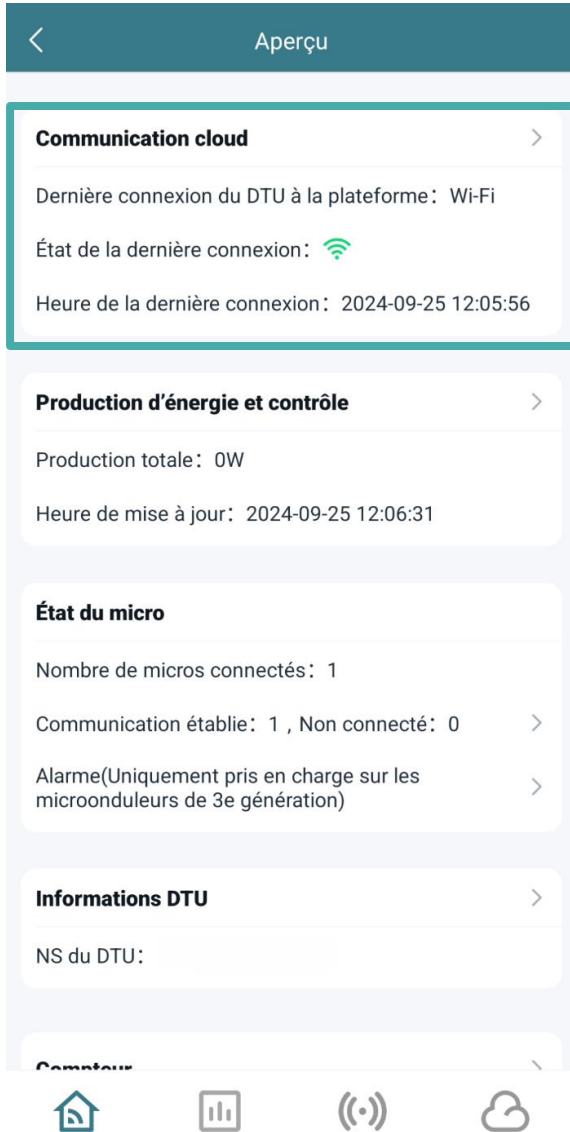 Aperçu
Communication cloud
Dernière connexion du DTU à la plateforme： Wi-Fi
État de la dernière connexion：
Heure de la dernière connexion： 2024-09-25 12:05:56
Production d’énergie et contrôle
Production totale： 0W
Heure de mise à jour： 2024-09-25 12:06:31
État du micro
Nombre de micros connectés： 1
Communication établie： 1 , Non connecté： 0
Alarme(Uniquement pris en charge sur les
microonduleurs de 3e génération)
Informations DTU
NS du DTU：
Compteur